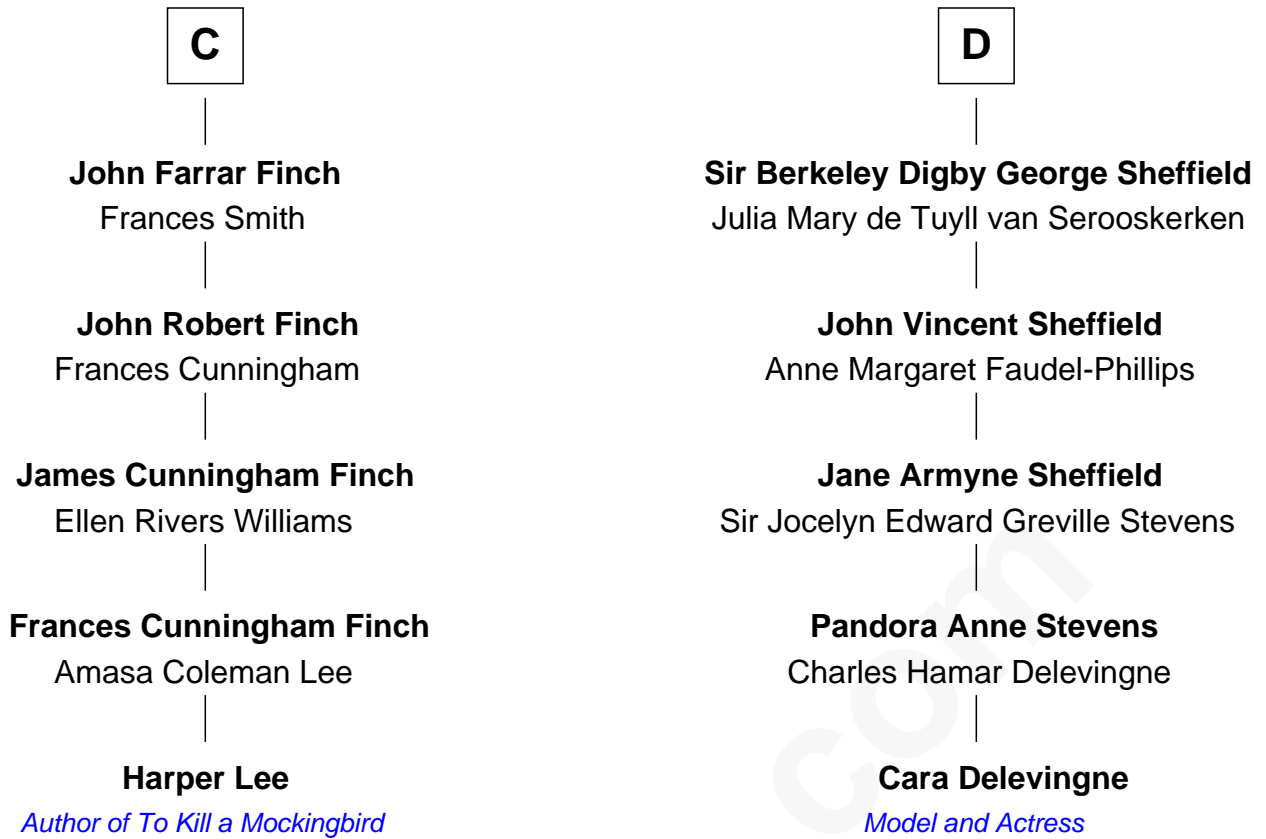 C
John Farrar Finch
Frances Smith
John Robert Finch
Frances Cunningham
James Cunningham Finch
Ellen Rivers Williams
Frances Cunningham Finch
Amasa Coleman Lee
Harper Lee
Author of To Kill a Mockingbird
D
Sir Berkeley Digby George Sheffield
Julia Mary de Tuyll van Serooskerken
John Vincent Sheffield
Anne Margaret Faudel-Phillips
Jane Armyne Sheffield
Sir Jocelyn Edward Greville Stevens
Pandora Anne Stevens
Charles Hamar Delevingne
Cara Delevingne
Model and Actress
com